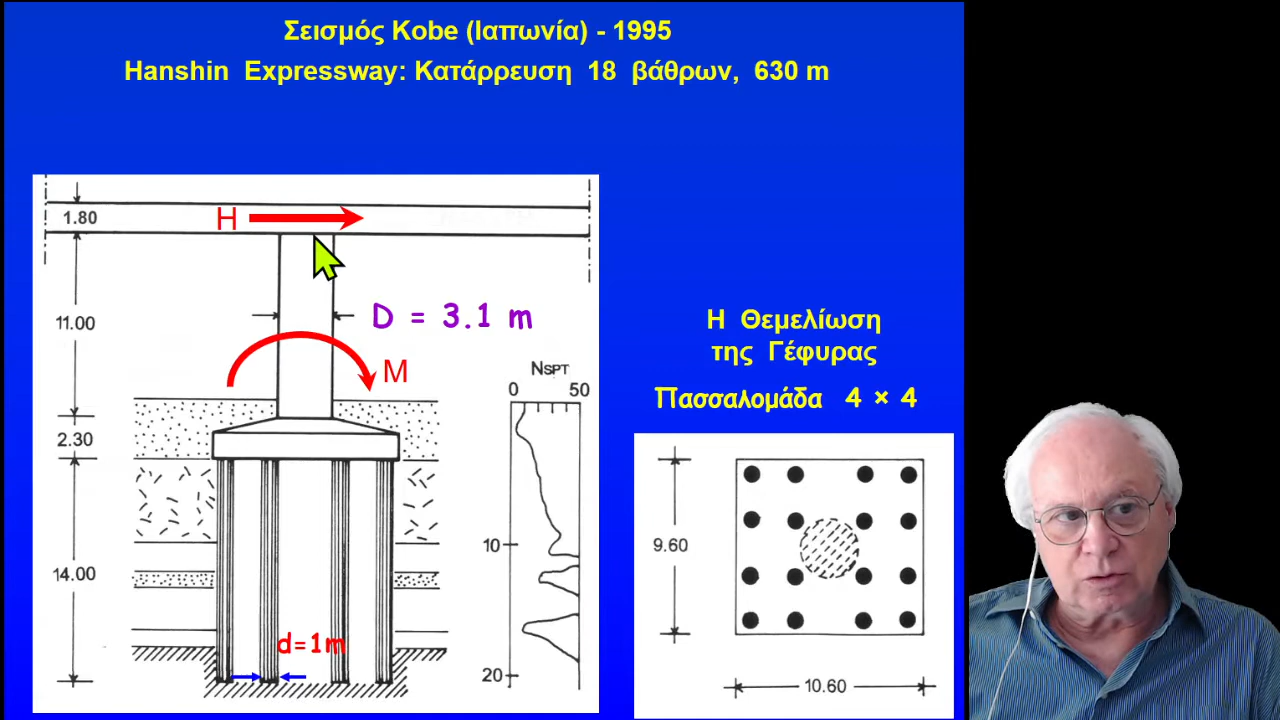 Σεισμός Kobe (Ιαπωνία) - 1995
Hanshin Expressway: Κατάρρευση 18 βάθρων, 630 m
1.80
H
11.00
D = 3.1 m
M
2.30
14.00
d=1m
NSPT
0 50
10
20
Η Θεμελίωση
της Γέφυρας
Πασσαλομάδα 4 × 4
9.60
10.60